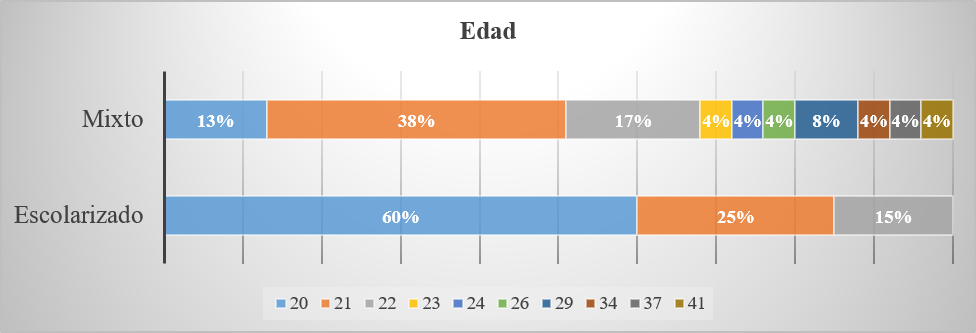 Edad
Mixto
13% 38% 17% 4% 4% 4% 8% 4% 4% 4%
Escolarizado
60% 25% 15%
20 21 22 23 24 26 29 34 37 41